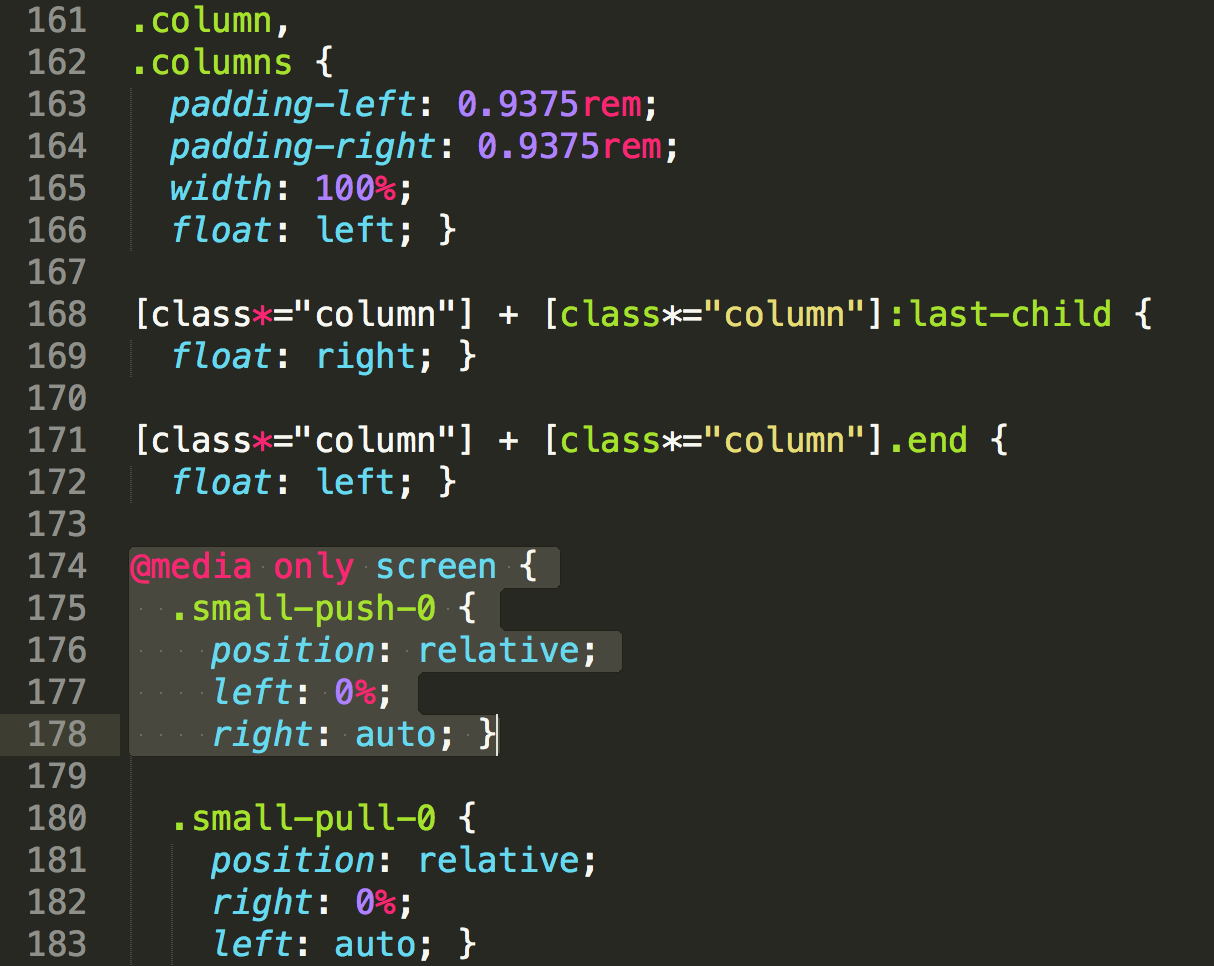 161 .column,
162 .columns {
163   padding-left: 0.9375rem;
164   padding-right: 0.9375rem;
165   width: 100%;
166   float: left; }
167
168 [class*="column"] + [class*="column"]:last-child {
169   float: right; }
170
171 [class*="column"] + [class*="column"].end {
172   float: left; }
173
174 @media only screen {
175   .small-push-0 {
176     position: relative;
177     left: 0%;
178     right: auto; }
179
180   .small-pull-0 {
181     position: relative;
182     right: 0%;
183     left: auto; }